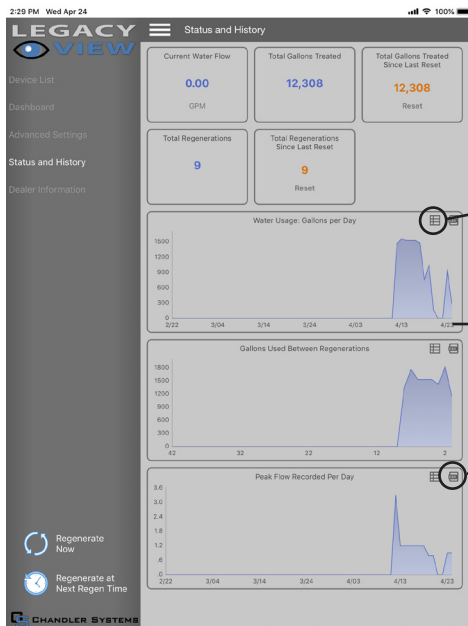 2:29 PM Wed Apr 24
100%
LEGACY
VIEW
Device List
Dashboard
Advanced Settings
Status and History
Dealer Information
Regenerate
Now
Regenerate at
Next Regen Time
CHANDLER SYSTEMS
Status and History
Current Water Flow
0.00
GPM
Total Gallons Treated
12,308
Total Gallons Treated
Since Last Reset
12,308
Reset
Total Regenerations
9
Total Regenerations
Since Last Reset
9
Reset
Water Usage: Gallons per Day
1500
1200
900
600
300
0
2/22 3/04 3/14 3/24 4/03 4/13 4/23
Gallons Used Between Regenerations
1800
1500
1200
900
600
300
0
42 32 22 12 2
Peak Flow Recorded Per Day
3.6
3.0
2.4
1.8
1.2
.6
.0
2/22 3/04 3/14 3/24 4/03 4/13 4/23